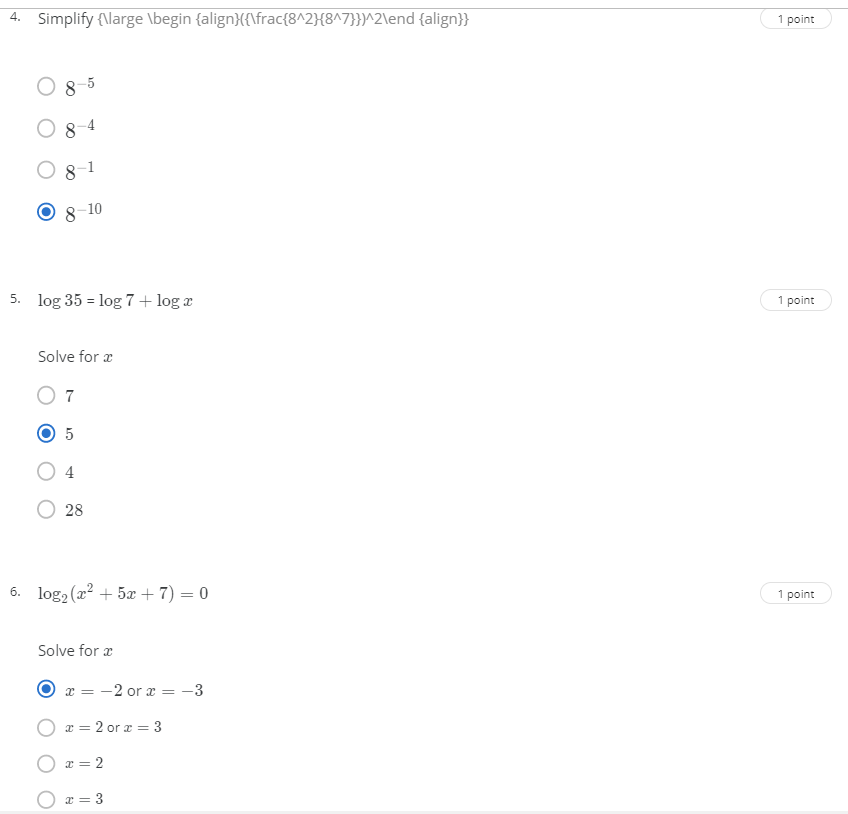 4. Simplify {\large \begin {align}({\frac{8^2}{8^7}})^2\end {align}} 1 point
8⁻⁵
8⁻⁴
8⁻¹
8⁻¹⁰
5. log 35 = log 7 + log x 1 point
Solve for x
7
5
4
28
6. log₂(x² + 5x + 7) = 0 1 point
Solve for x
x = −2 or x = −3
x = 2 or x = 3
x = 2
x = 3